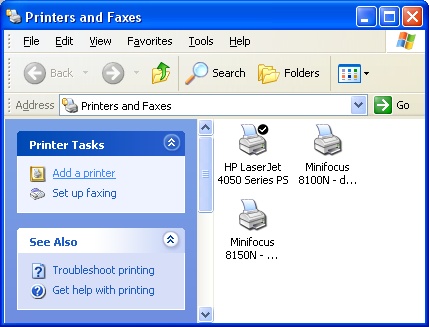 Printers and Faxes
File Edit View Favorites Tools Help
Back Search Folders
Address Printers and Faxes Go
Printer Tasks
Add a printer
Set up faxing
See Also
Troubleshoot printing
Get help with printing
HP LaserJet
4050 Series PS
Minifocus
8100N - d...
Minifocus
8150N - ...